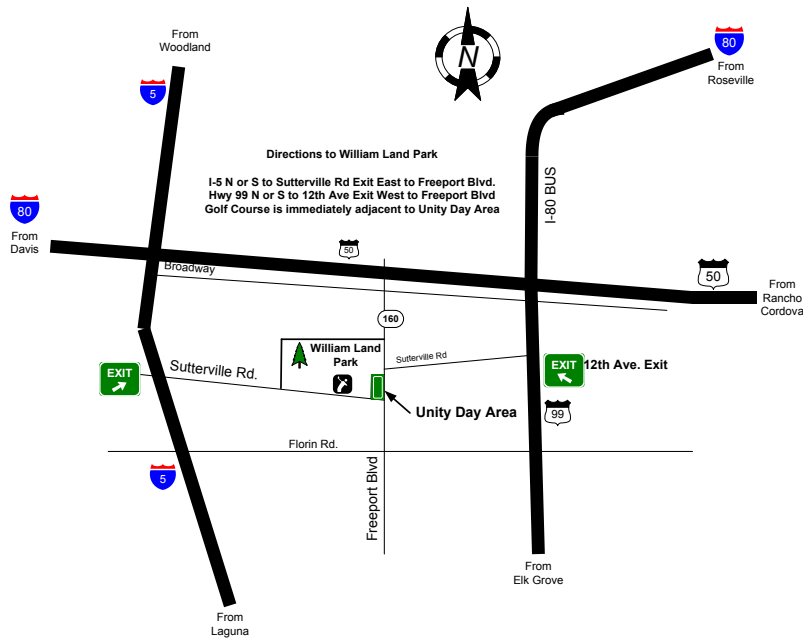 From
Woodland
5
N
80
From
Roseville
Directions to William Land Park
I-5 N or S to Sutterville Rd Exit East to Freeport Blvd.
Hwy 99 N or S to 12th Ave Exit West to Freeport Blvd
Golf Course is immediately adjacent to Unity Day Area
I-80 BUS
80
From
Davis
50
Broadway
50
From
Rancho
Cordova
160
William Land
Park
Sutterville Rd
EXIT
Sutterville Rd.
EXIT
12th Ave. Exit
Unity Day Area
99
Florin Rd.
5
Freeport Blvd
From
Elk Grove
From
Laguna